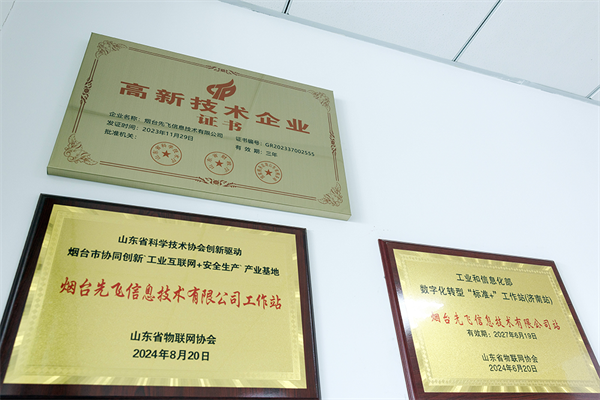 高新技术企业
证书
企业名称：烟台先飞信息技术有限公司
发证时间：2023年11月29日
证书编号：GR202337002555
批准机关：
有效期：三年
山东省科学技术协会创新驱动
烟台市协同创新"工业互联网+安全生产"产业基地
烟台先飞信息技术有限公司工作站
山东省物联网协会
2024年8月20日
工业和信息化部
数字化转型"标准+"工作站(济南站)
烟台先飞信息技术有限公司站
有效期：2027年6月19日
山东省物联网协会
2024年6月20日